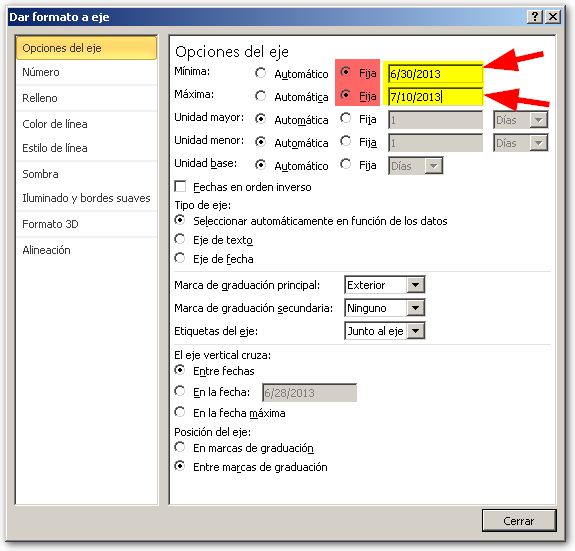 Dar formato a eje
Opciones del eje
Número
Relleno
Color de línea
Estilo de línea
Sombra
Iluminado y bordes suaves
Formato 3D
Alineación
Opciones del eje
Mínima: Automático Fija 6/30/2013
Máxima: Automática Fija 7/10/2013
Unidad mayor: Automática Fija 1 Días
Unidad menor: Automático Fija 1 Días
Unidad base: Automático Fija Días
Fechas en orden inverso
Tipo de eje:
Seleccionar automáticamente en función de los datos
Eje de texto
Eje de fecha
Marca de graduación principal: Exterior
Marca de graduación secundaria: Ninguno
Etiquetas del eje: Junto al eje
El eje vertical cruza:
Entre fechas
En la fecha: 6/28/2013
En la fecha máxima
Posición del eje:
En marcas de graduación
Entre marcas de graduación
Cerrar